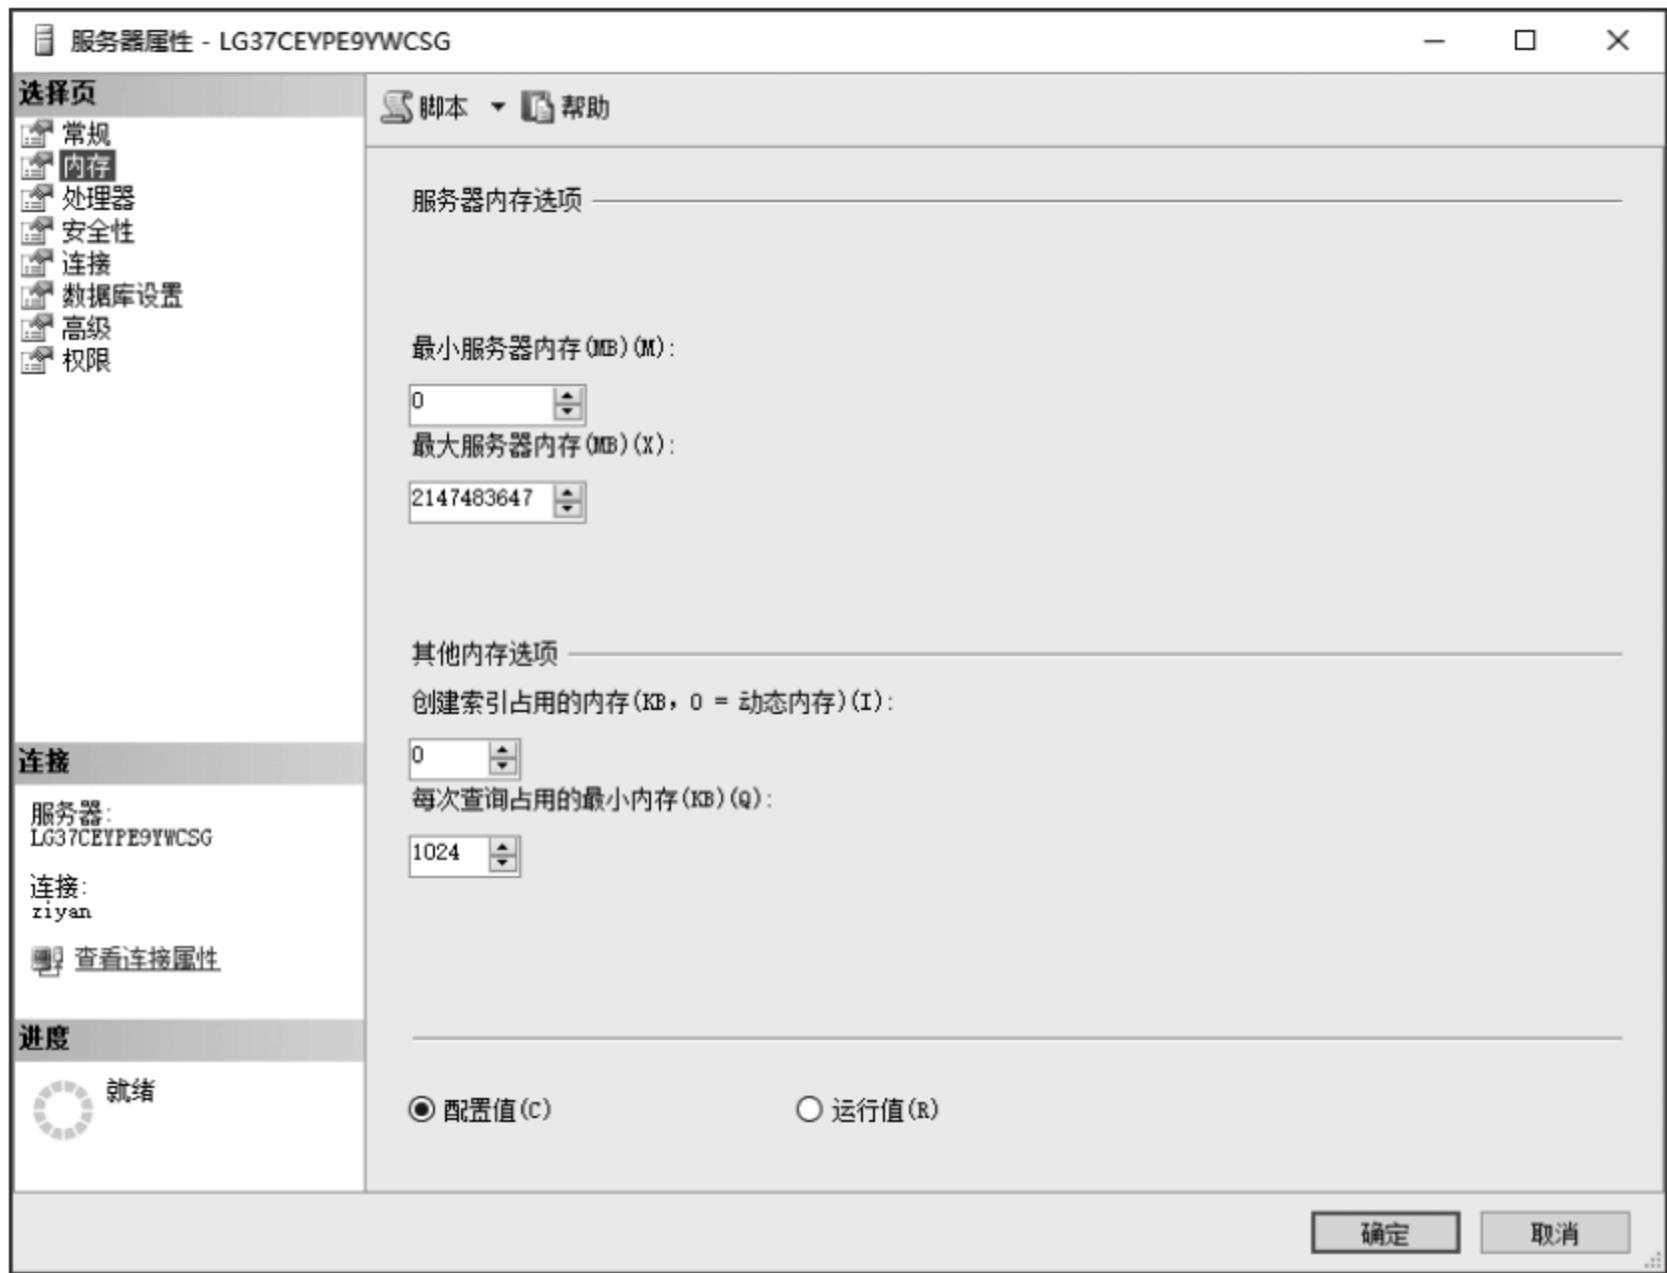 服务器属性 - LG37CEYPE9YWCSG
选择页
常规
内存
处理器
安全性
连接
数据库设置
高级
权限
脚本 帮助
服务器内存选项
最小服务器内存(MB)(M):
0
最大服务器内存(MB)(X):
2147483647
其他内存选项
创建索引占用的内存(KB，0 = 动态内存)(I):
0
每次查询占用的最小内存(KB)(Q):
1024
连接
服务器:
LG37CEYPE9YWCSG
连接:
ziyan
查看连接属性
进度
就绪
配置值(C) 运行值(R)
确定 取消